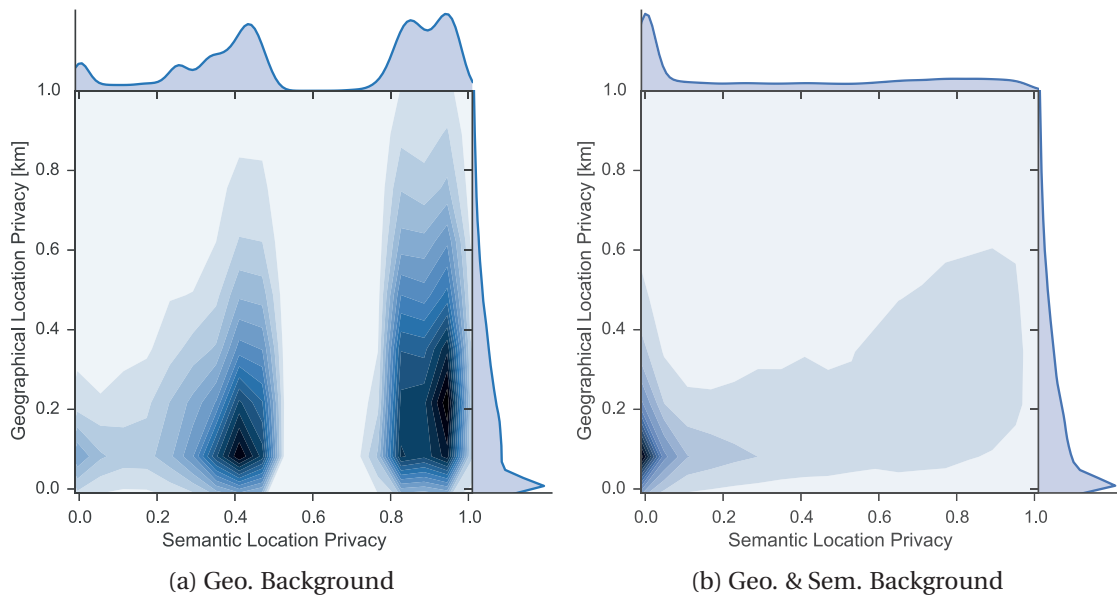 Geographical Location Privacy [km]
1.0
0.8
0.6
0.4
0.2
0.0
0.0 0.2 0.4 0.6 0.8 1.0
Semantic Location Privacy
(a) Geo. Background
Geographical Location Privacy [km]
1.0
0.8
0.6
0.4
0.2
0.0
0.0 0.2 0.4 0.6 0.8 1.0
Semantic Location Privacy
(b) Geo. & Sem. Background